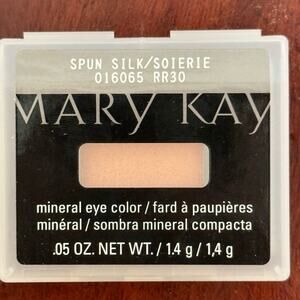 SPUN SILK/SOIERIE
016065 RR30
MARY KAY
mineral eye color / fard à paupières
minéral / sombra mineral compacta
.05 OZ. NET WT. / 1.4 g / 1,4 g